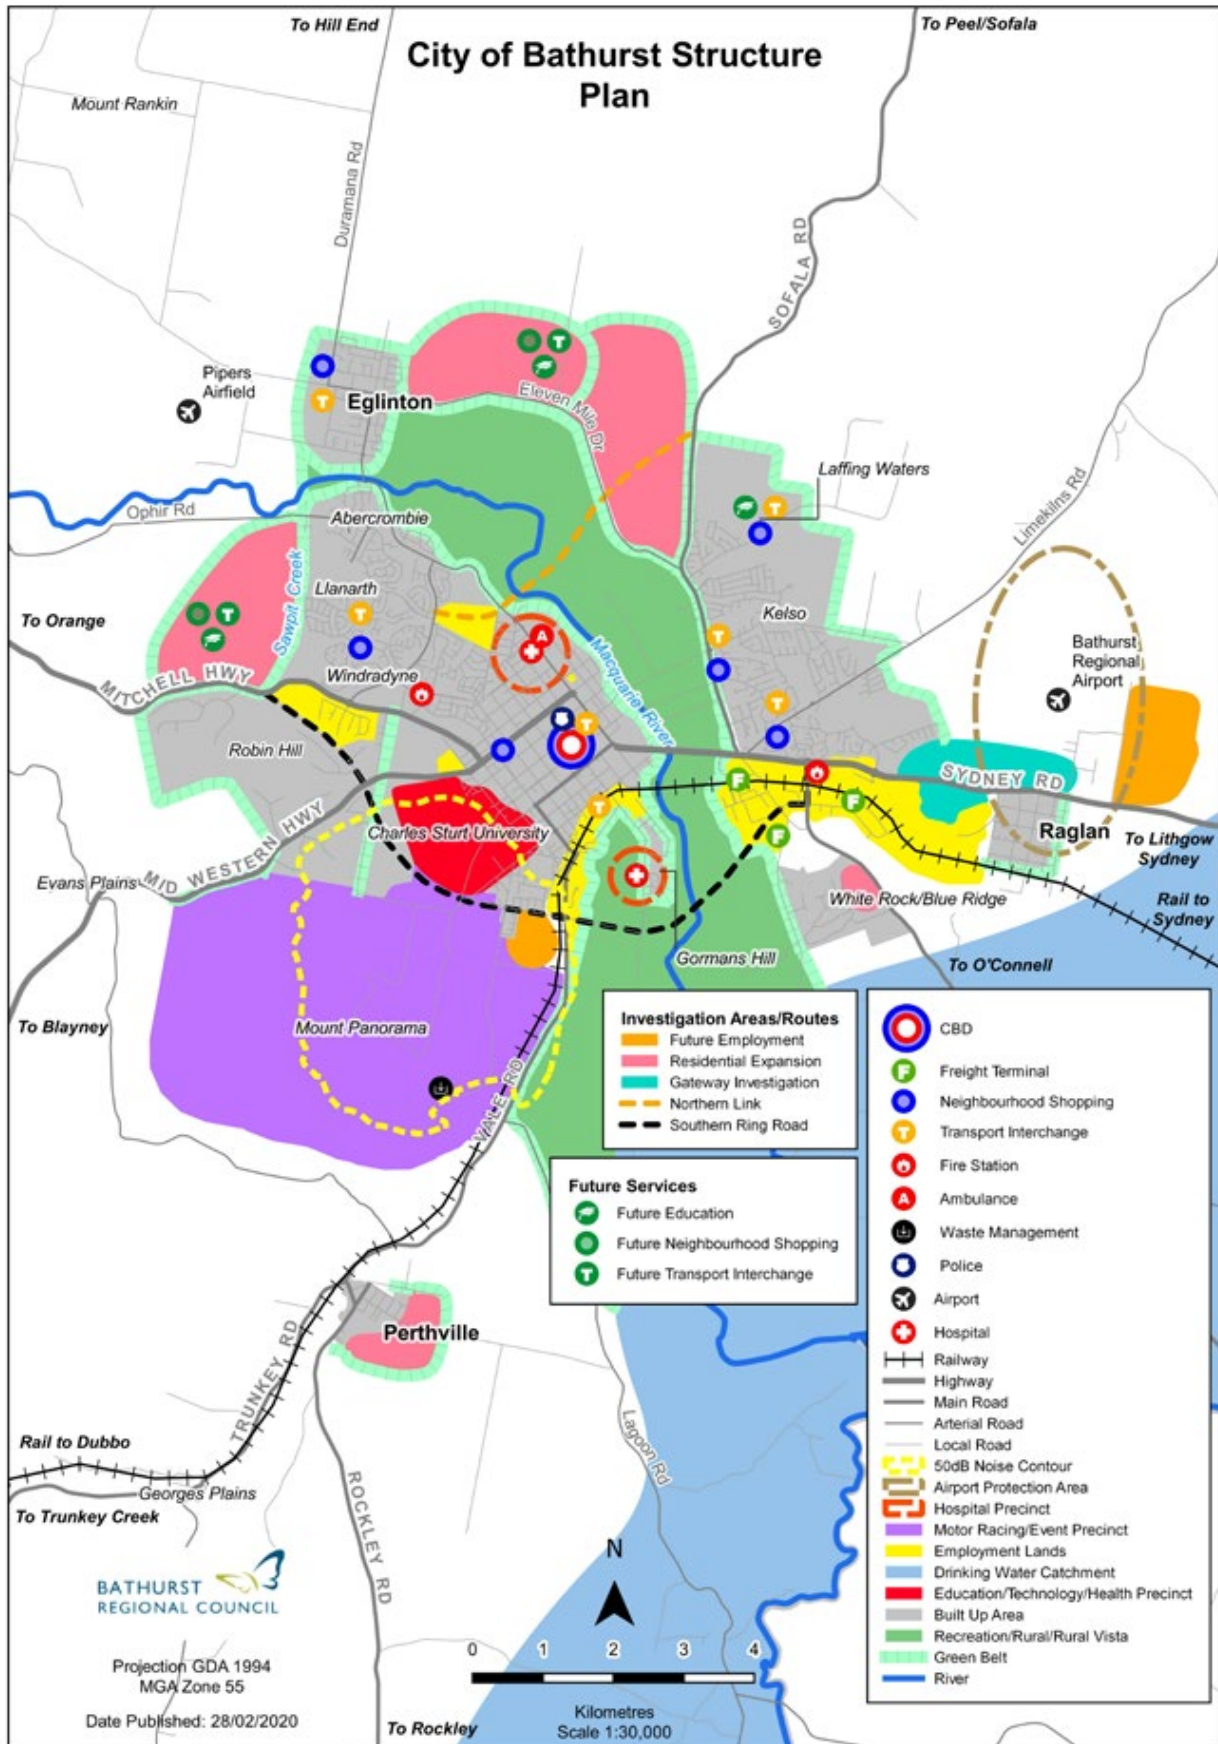 To Hill End
To Peel/Sofala
City of Bathurst Structure
Plan
Mount Rankin
Duramana Rd
SOFALA RD
Pipers
Airfield
Eglinton
Eleven Mile Dr
Laffing Waters
Limekilns Rd
Ophir Rd
Abercrombie
Sawpit Creek
Llanarth
Kelso
To Orange
Macquarie River
Bathurst
Regional
Airport
MITCHELL HWY
Windradyne
Robin Hill
SYDNEY RD
Charles Sturt University
Raglan
To Lithgow
Sydney
MID WESTERN HWY
Evans Plains
White Rock/Blue Ridge
Rail to
Sydney
Gormans Hill
To O'Connell
To Blayney
Mount Panorama
VALE RD
Investigation Areas/Routes
Future Employment
Residential Expansion
Gateway Investigation
Northern Link
Southern Ring Road
Future Services
Future Education
Future Neighbourhood Shopping
Future Transport Interchange
CBD
Freight Terminal
Neighbourhood Shopping
Transport Interchange
Fire Station
Ambulance
Waste Management
Police
Airport
Hospital
Railway
Highway
Main Road
Arterial Road
Local Road
50dB Noise Contour
Airport Protection Area
Hospital Precinct
Motor Racing/Event Precinct
Employment Lands
Drinking Water Catchment
Education/Technology/Health Precinct
Built Up Area
Recreation/Rural/Rural Vista
Green Belt
River
Perthville
TRUNKEY RD
Rail to Dubbo
Georges Plains
To Trunkey Creek
ROCKLEY RD
Lagoon Rd
BATHURST
REGIONAL COUNCIL
N
0 1 2 3 4
Kilometres
Scale 1:30,000
Projection GDA 1994
MGA Zone 55
Date Published: 28/02/2020
To Rockley